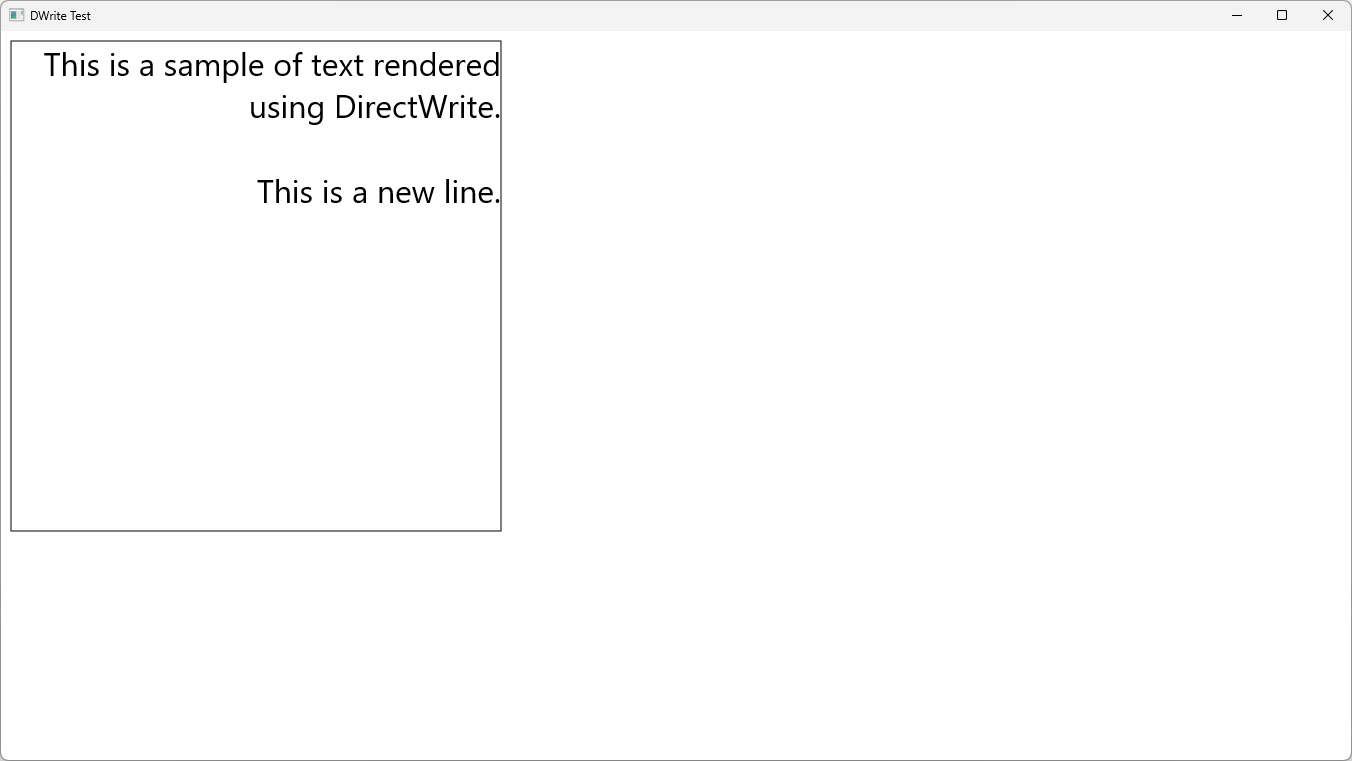 DWrite Test
This is a sample of text rendered
using DirectWrite.
This is a new line.